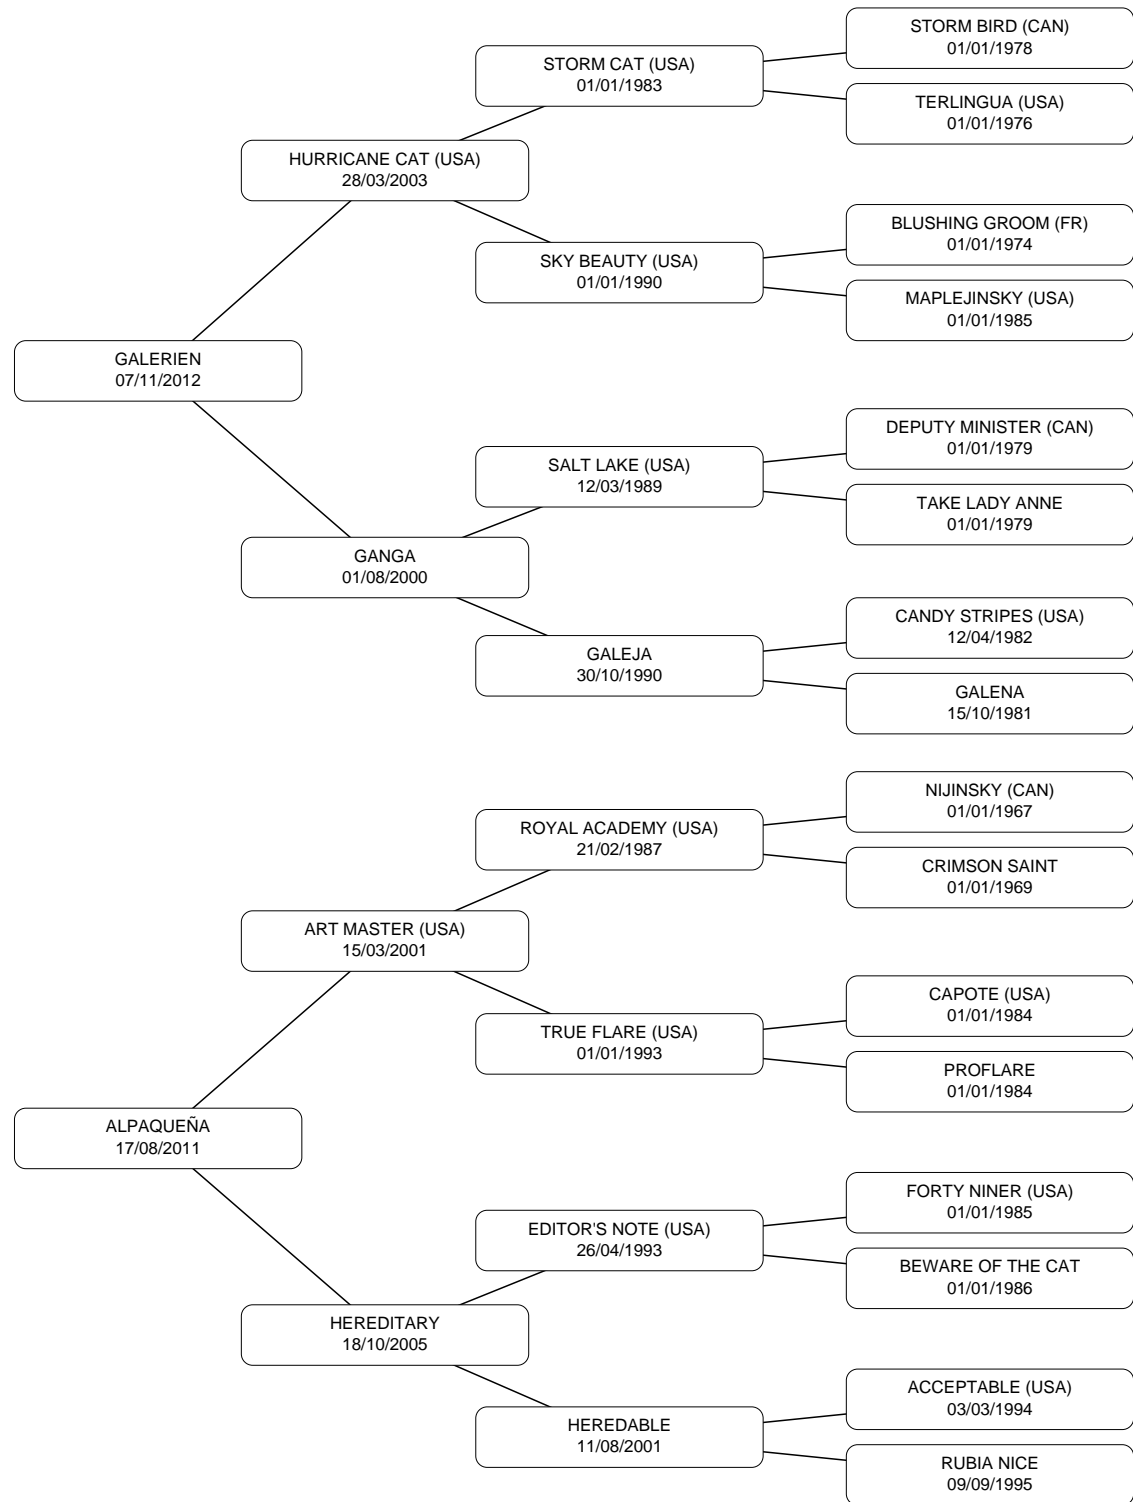 STORM BIRD (CAN)
01/01/1978
STORM CAT (USA)
01/01/1983
TERLINGUA (USA)
01/01/1976
HURRICANE CAT (USA)
28/03/2003
BLUSHING GROOM (FR)
01/01/1974
SKY BEAUTY (USA)
01/01/1990
MAPLEJINSKY (USA)
01/01/1985
GALERIEN
07/11/2012
DEPUTY MINISTER (CAN)
01/01/1979
SALT LAKE (USA)
12/03/1989
TAKE LADY ANNE
01/01/1979
GANGA
01/08/2000
CANDY STRIPES (USA)
12/04/1982
GALEJA
30/10/1990
GALENA
15/10/1981
NIJINSKY (CAN)
01/01/1967
ROYAL ACADEMY (USA)
21/02/1987
CRIMSON SAINT
01/01/1969
ART MASTER (USA)
15/03/2001
CAPOTE (USA)
01/01/1984
TRUE FLARE (USA)
01/01/1993
PROFLARE
01/01/1984
ALPAQUEÑA
17/08/2011
FORTY NINER (USA)
01/01/1985
EDITOR'S NOTE (USA)
26/04/1993
BEWARE OF THE CAT
01/01/1986
HEREDITARY
18/10/2005
ACCEPTABLE (USA)
03/03/1994
HEREDABLE
11/08/2001
RUBIA NICE
09/09/1995